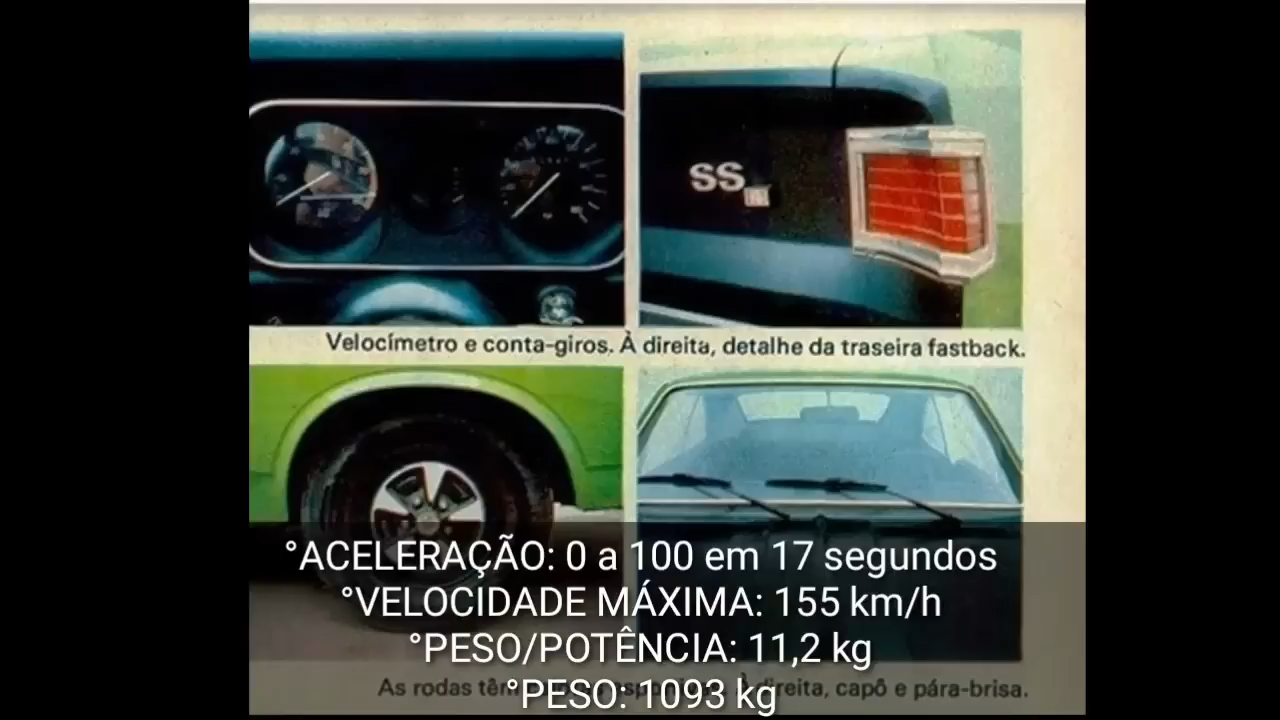 SS
Velocímetro e conta-giros. À direita, detalhe da traseira fastback.
°ACELERAÇÃO: 0 a 100 em 17 segundos
°VELOCIDADE MÁXIMA: 155 km/h
°PESO/POTÊNCIA: 11,2 kg
°PESO: 1093 kg
As rodas têm direita, capô e pára-brisa.